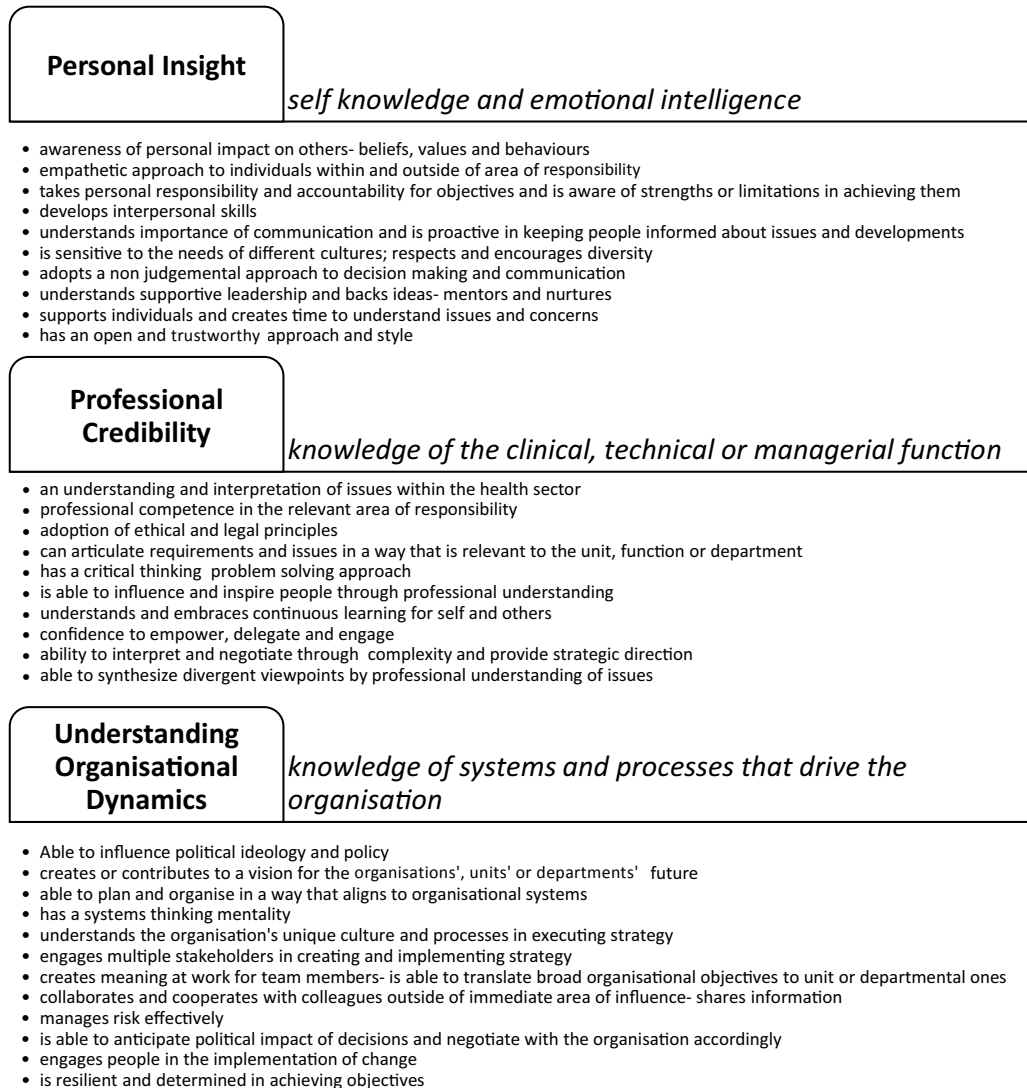 Personal Insight
self knowledge and emotional intelligence
• awareness of personal impact on others- beliefs, values and behaviours
• empathetic approach to individuals within and outside of area of responsibility
• takes personal responsibility and accountability for objectives and is aware of strengths or limitations in achieving them
• develops interpersonal skills
• understands importance of communication and is proactive in keeping people informed about issues and developments
• is sensitive to the needs of different cultures; respects and encourages diversity
• adopts a non judgemental approach to decision making and communication
• understands supportive leadership and backs ideas- mentors and nurtures
• supports individuals and creates time to understand issues and concerns
• has an open and trustworthy approach and style
Professional
Credibility
knowledge of the clinical, technical or managerial function
• an understanding and interpretation of issues within the health sector
• professional competence in the relevant area of responsibility
• adoption of ethical and legal principles
• can articulate requirements and issues in a way that is relevant to the unit, function or department
• has a critical thinking problem solving approach
• is able to influence and inspire people through professional understanding
• understands and embraces continuous learning for self and others
• confidence to empower, delegate and engage
• ability to interpret and negotiate through complexity and provide strategic direction
• able to synthesize divergent viewpoints by professional understanding of issues
Understanding
Organisational
Dynamics
knowledge of systems and processes that drive the
organisation
• Able to influence political ideology and policy
• creates or contributes to a vision for the organisations', units' or departments' future
• able to plan and organise in a way that aligns to organisational systems
• has a systems thinking mentality
• understands the organisation's unique culture and processes in executing strategy
• engages multiple stakeholders in creating and implementing strategy
• creates meaning at work for team members- is able to translate broad organisational objectives to unit or departmental ones
• collaborates and cooperates with colleagues outside of immediate area of influence- shares information
• manages risk effectively
• is able to anticipate political impact of decisions and negotiate with the organisation accordingly
• engages people in the implementation of change
• is resilient and determined in achieving objectives